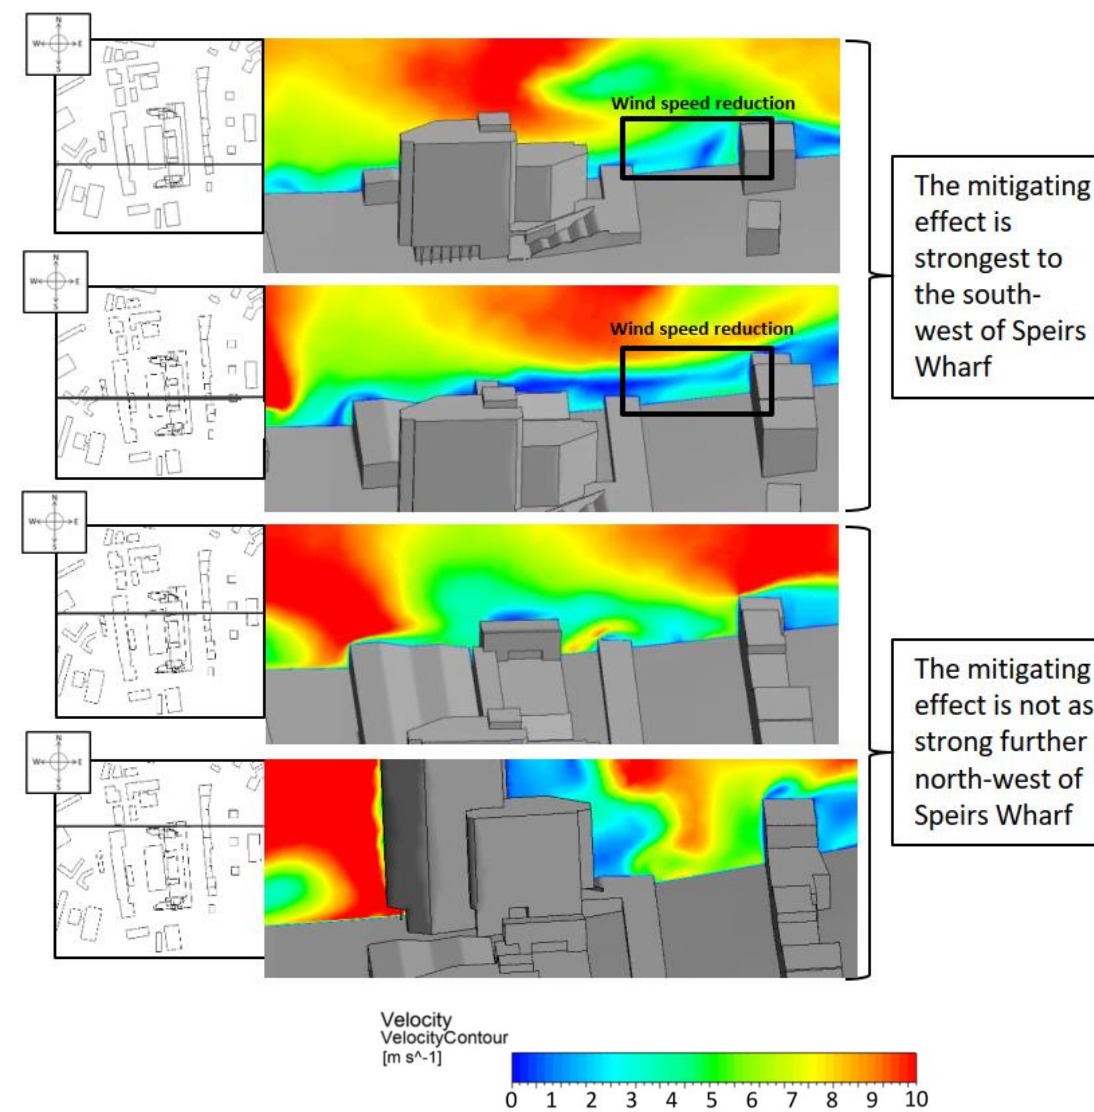 N
W E
S
Wind speed reduction
The mitigating
effect is
strongest to
the south-
west of Speirs
Wharf
N
W E
S
Wind speed reduction
N
W E
S
The mitigating
effect is not as
strong further
north-west of
Speirs Wharf
N
W E
S
Velocity
VelocityContour
[m s^-1]
0 1 2 3 4 5 6 7 8 9 10